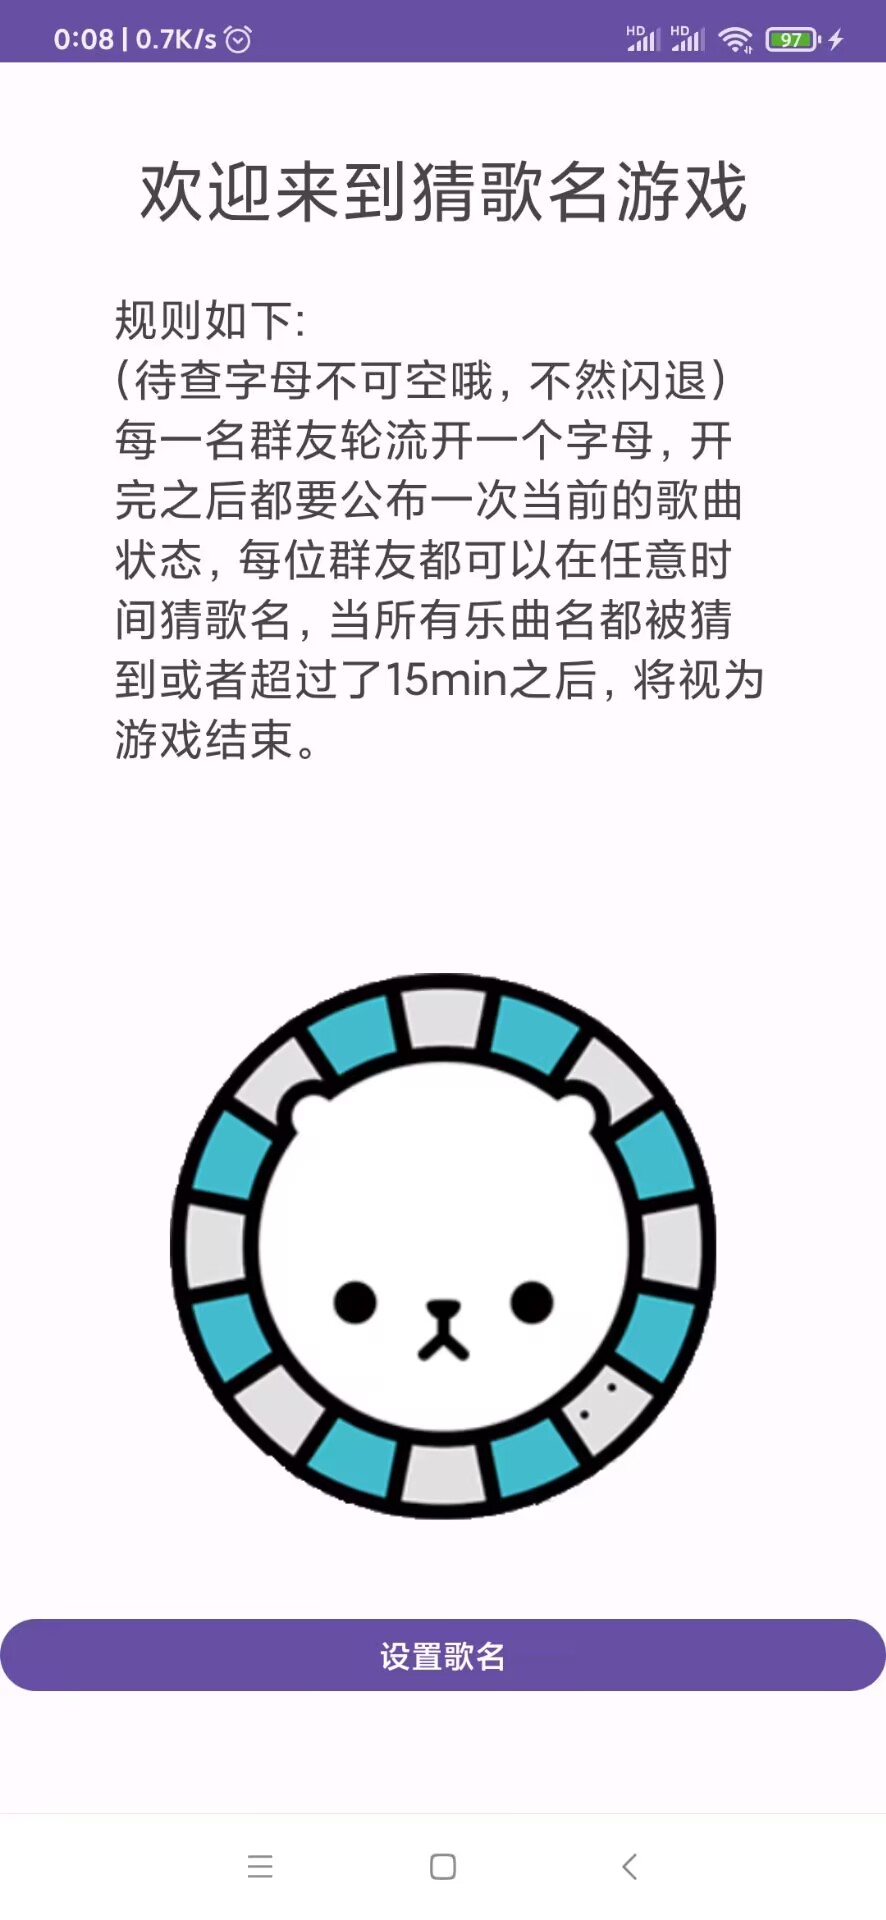 0:08 | 0.7K/s
HD HD 97
欢迎来到猜歌名游戏
规则如下:
(待查字母不可空哦, 不然闪退)
每一名群友轮流开一个字母, 开
完之后都要公布一次当前的歌曲
状态, 每位群友都可以在任意时
间猜歌名, 当所有乐曲名都被猜
到或者超过了15min之后, 将视为
游戏结束。
设置歌名